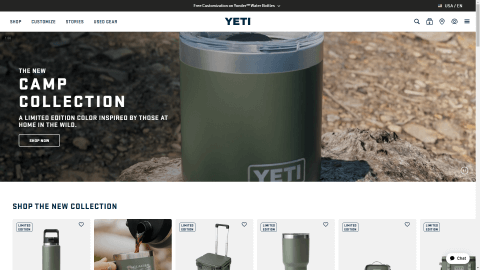 Free Customization on Yonder™ Water Bottles
USA / EN
SHOP
CUSTOMIZE
STORIES
USED GEAR
YETI
THE NEW
CAMP
COLLECTION
A LIMITED EDITION COLOR INSPIRED BY THOSE AT
HOME IN THE WILD.
SHOP NOW
YETI
SHOP THE NEW COLLECTION
LIMITED
EDITION
LIMITED
EDITION
LIMITED
EDITION
LIMITED
EDITION
LIMITED
EDITION
Chat